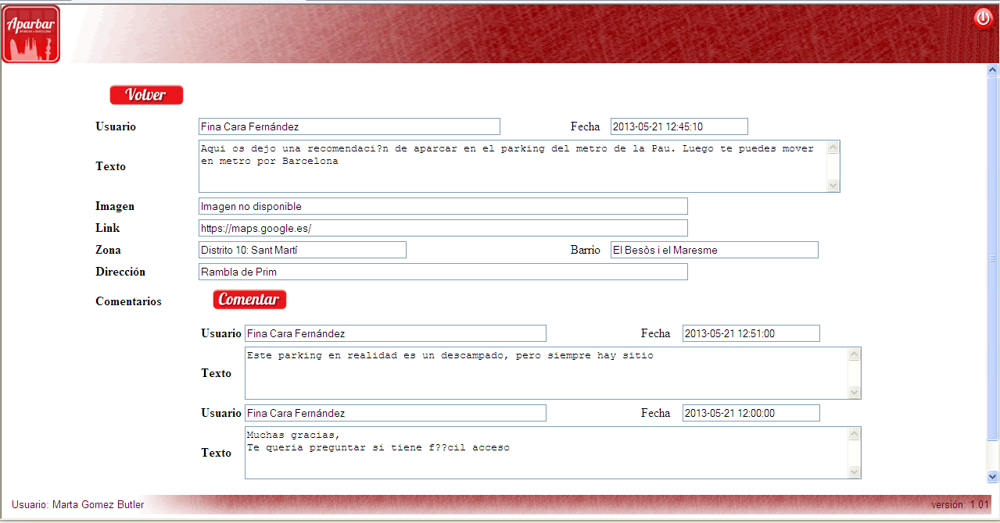 Aparbar
Volver
Usuario Fina Cara Fernández Fecha 2013-05-21 12:45:10
Texto
Aqui os dejo una recomendaci?n de aparcar en el parking del metro de la Pau. Luego te puedes mover
en metro por Barcelona
Imagen Imagen no disponible
Link https://maps.google.es/
Zona Distrito 10: Sant Martí Barrio El Besòs i el Maresme
Dirección Rambla de Prim
Comentarios Comentar
Usuario Fina Cara Fernández Fecha 2013-05-21 12:51:00
Texto
Este parking en realidad es un descampado, pero siempre hay sitio
Usuario Fina Cara Fernández Fecha 2013-05-21 12:00:00
Texto
Muchas gracias,
Te queria preguntar si tiene f??cil acceso
Usuario: Marta Gomez Butler versión: 1.01